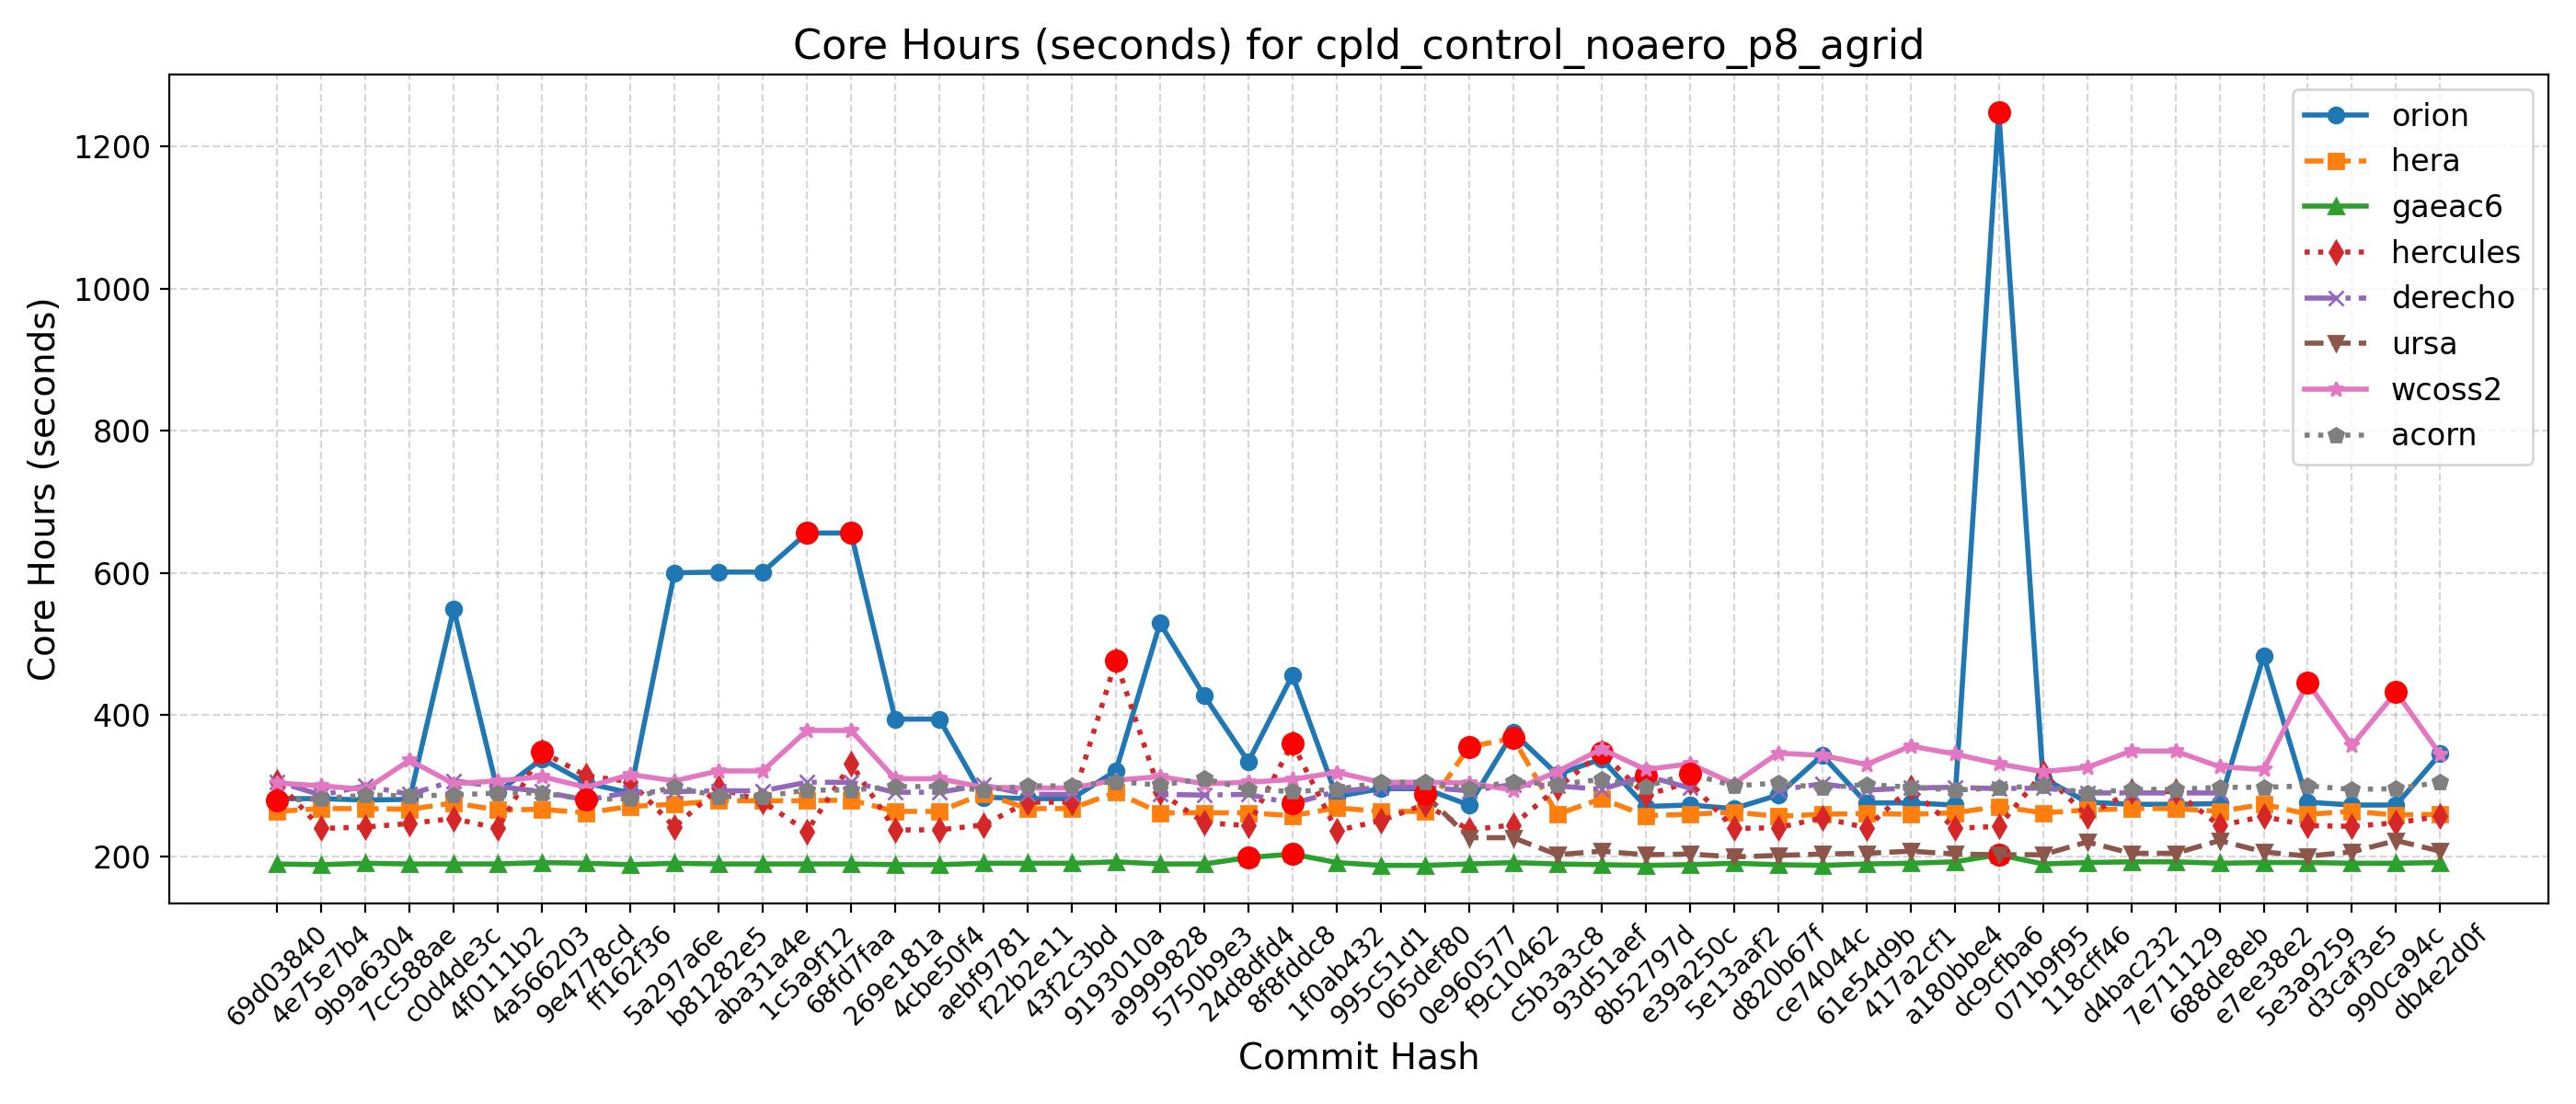 Core Hours (seconds) for cpld_control_noaero_p8_agrid
Core Hours (seconds)
1200
1000
800
600
400
200
orion
hera
gaeac6
hercules
derecho
ursa
wcoss2
acorn
69d03840
4e75e7b4
9b9a6304
7cc588ae
c0d4de3c
4f0111b2
4a566203
9e4778cd
ff162f36
5a297a6e
b81282e5
aba31a4e
1c5a9f12
68fd7faa
269e181a
4cbe50f4
aebf9781
f22b2e11
43f2c3bd
9193010a
a9999828
5750b9e3
24d8dfd4
8f8fddc8
1f0ab432
995c51d1
065def80
0e960577
f9c10462
c5b3a3c8
93d51aef
8b52797d
e39a250c
5e13aaf2
d820b67f
ce74044c
61e54d9b
417a2cf1
a180bbe4
dc9cfba6
071b9f95
118cff46
d4bac232
7e711129
688de8eb
e7ee38e2
5e3a9259
d3caf3e5
990ca94c
db4e2d0f
Commit Hash